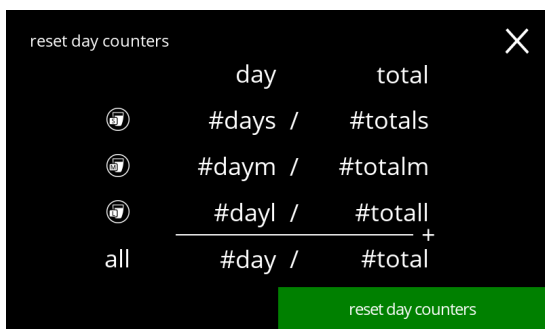 reset day counters
day total
S #days / #totals
M #daym / #totalm
L #dayl / #totall
+
all #day / #total
reset day counters